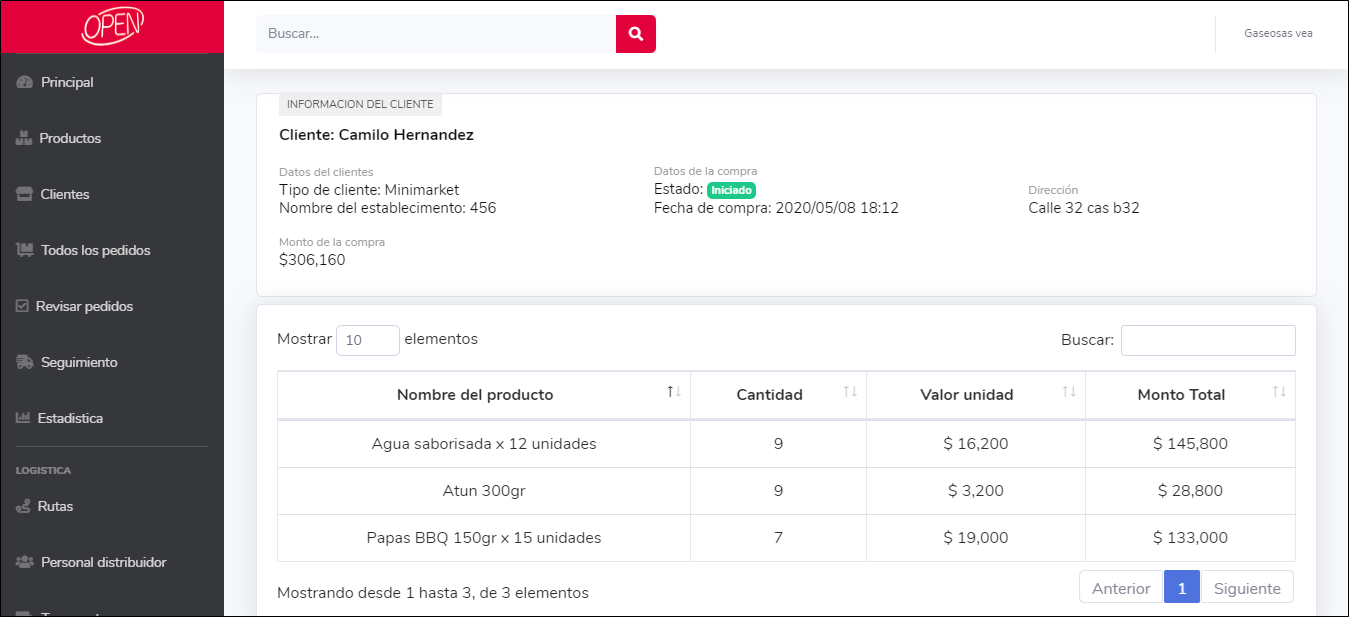 OPEN
Buscar...
Gaseosas vea
Principal
Productos
Clientes
Todos los pedidos
Revisar pedidos
Seguimiento
Estadistica
LOGISTICA
Rutas
Personal distribuidor
INFORMACION DEL CLIENTE
Cliente: Camilo Hernandez
Datos del clientes
Tipo de cliente: Minimarket
Nombre del establecimento: 456
Datos de la compra
Estado: Iniciado
Fecha de compra: 2020/05/08 18:12
Dirección
Calle 32 cas b32
Monto de la compra
$306,160
Mostrar 10 elementos
Buscar:
Nombre del producto Cantidad Valor unidad Monto Total
Agua saborisada x 12 unidades 9 $ 16,200 $ 145,800
Atun 300gr 9 $ 3,200 $ 28,800
Papas BBQ 150gr x 15 unidades 7 $ 19,000 $ 133,000
Mostrando desde 1 hasta 3, de 3 elementos
Anterior 1 Siguiente